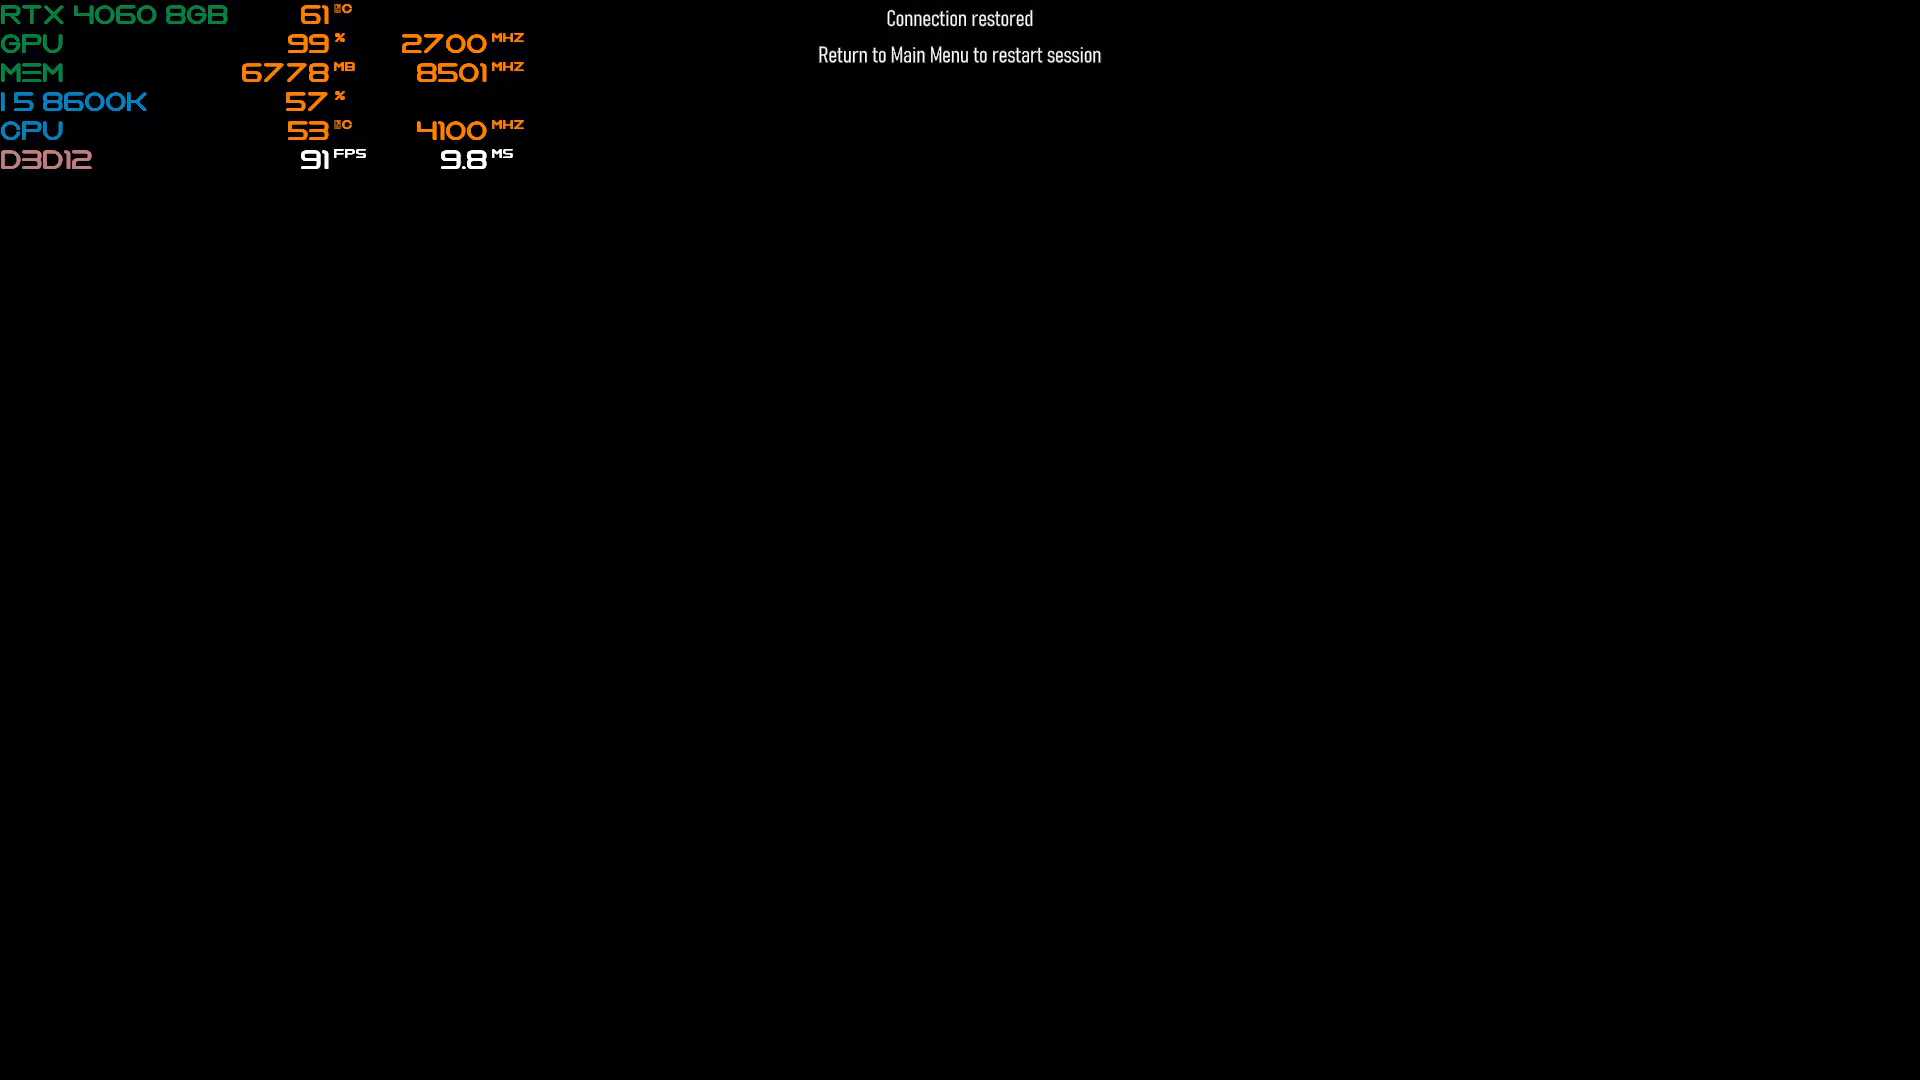 RTX 4060 8GB 61 °C
GPU 99 % 2700 MHZ
MEM 6778 MB 8501 MHZ
I5 8600K 57 %
CPU 53 °C 4100 MHZ
D3D12 91 FPS 9.8 MS
Connection restored
Return to Main Menu to restart session